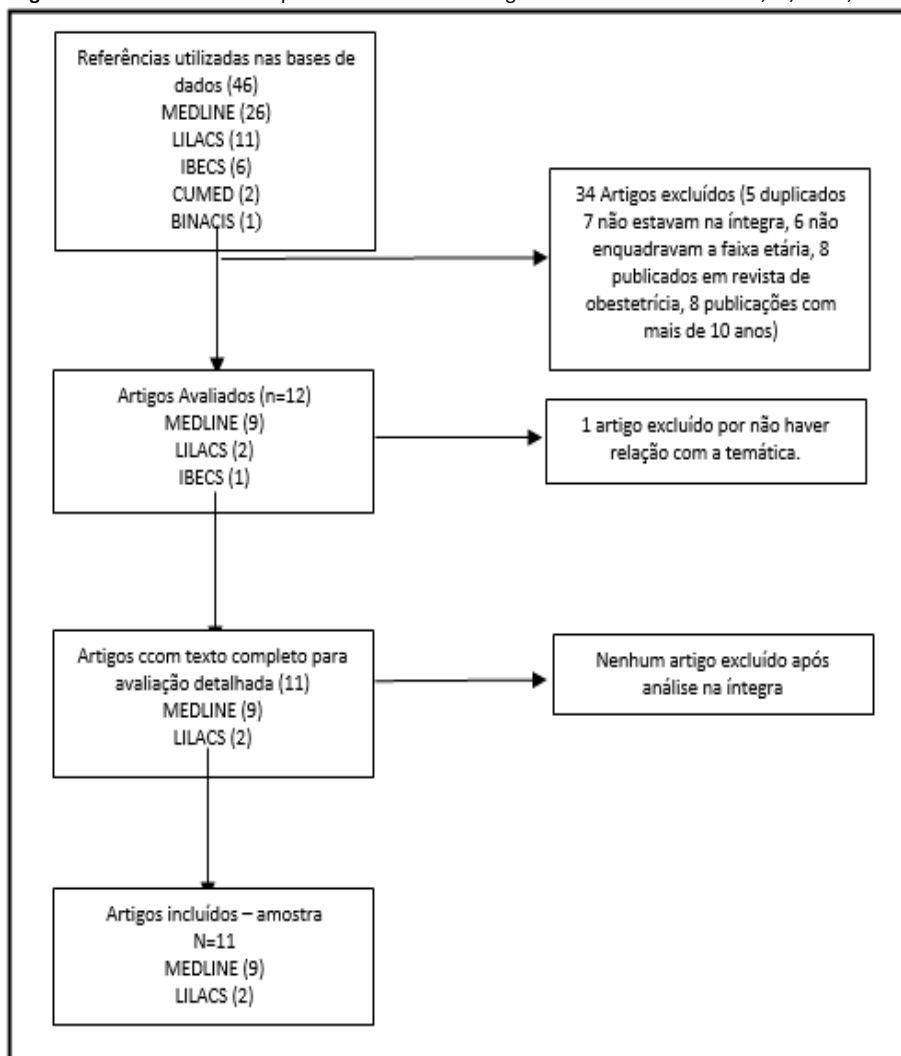 Referências utilizadas nas bases de
dados (46)
MEDLINE (26)
LILACS (11)
IBECS (6)
CUMED (2)
BINACIS (1)
34 Artigos excluídos (5 duplicados
7 não estavam na íntegra, 6 não
enquadravam a faixa etária, 8
publicados em revista de
obestetrícia, 8 publicações com
mais de 10 anos)
Artigos Avaliados (n=12)
MEDLINE (9)
LILACS (2)
IBECS (1)
1 artigo excluído por não haver
relação com a temática.
Artigos ccom texto completo para
avaliação detalhada (11)
MEDLINE (9)
LILACS (2)
Nenhum artigo excluído após
análise na íntegra
Artigos incluídos – amostra
N=11
MEDLINE (9)
LILACS (2)